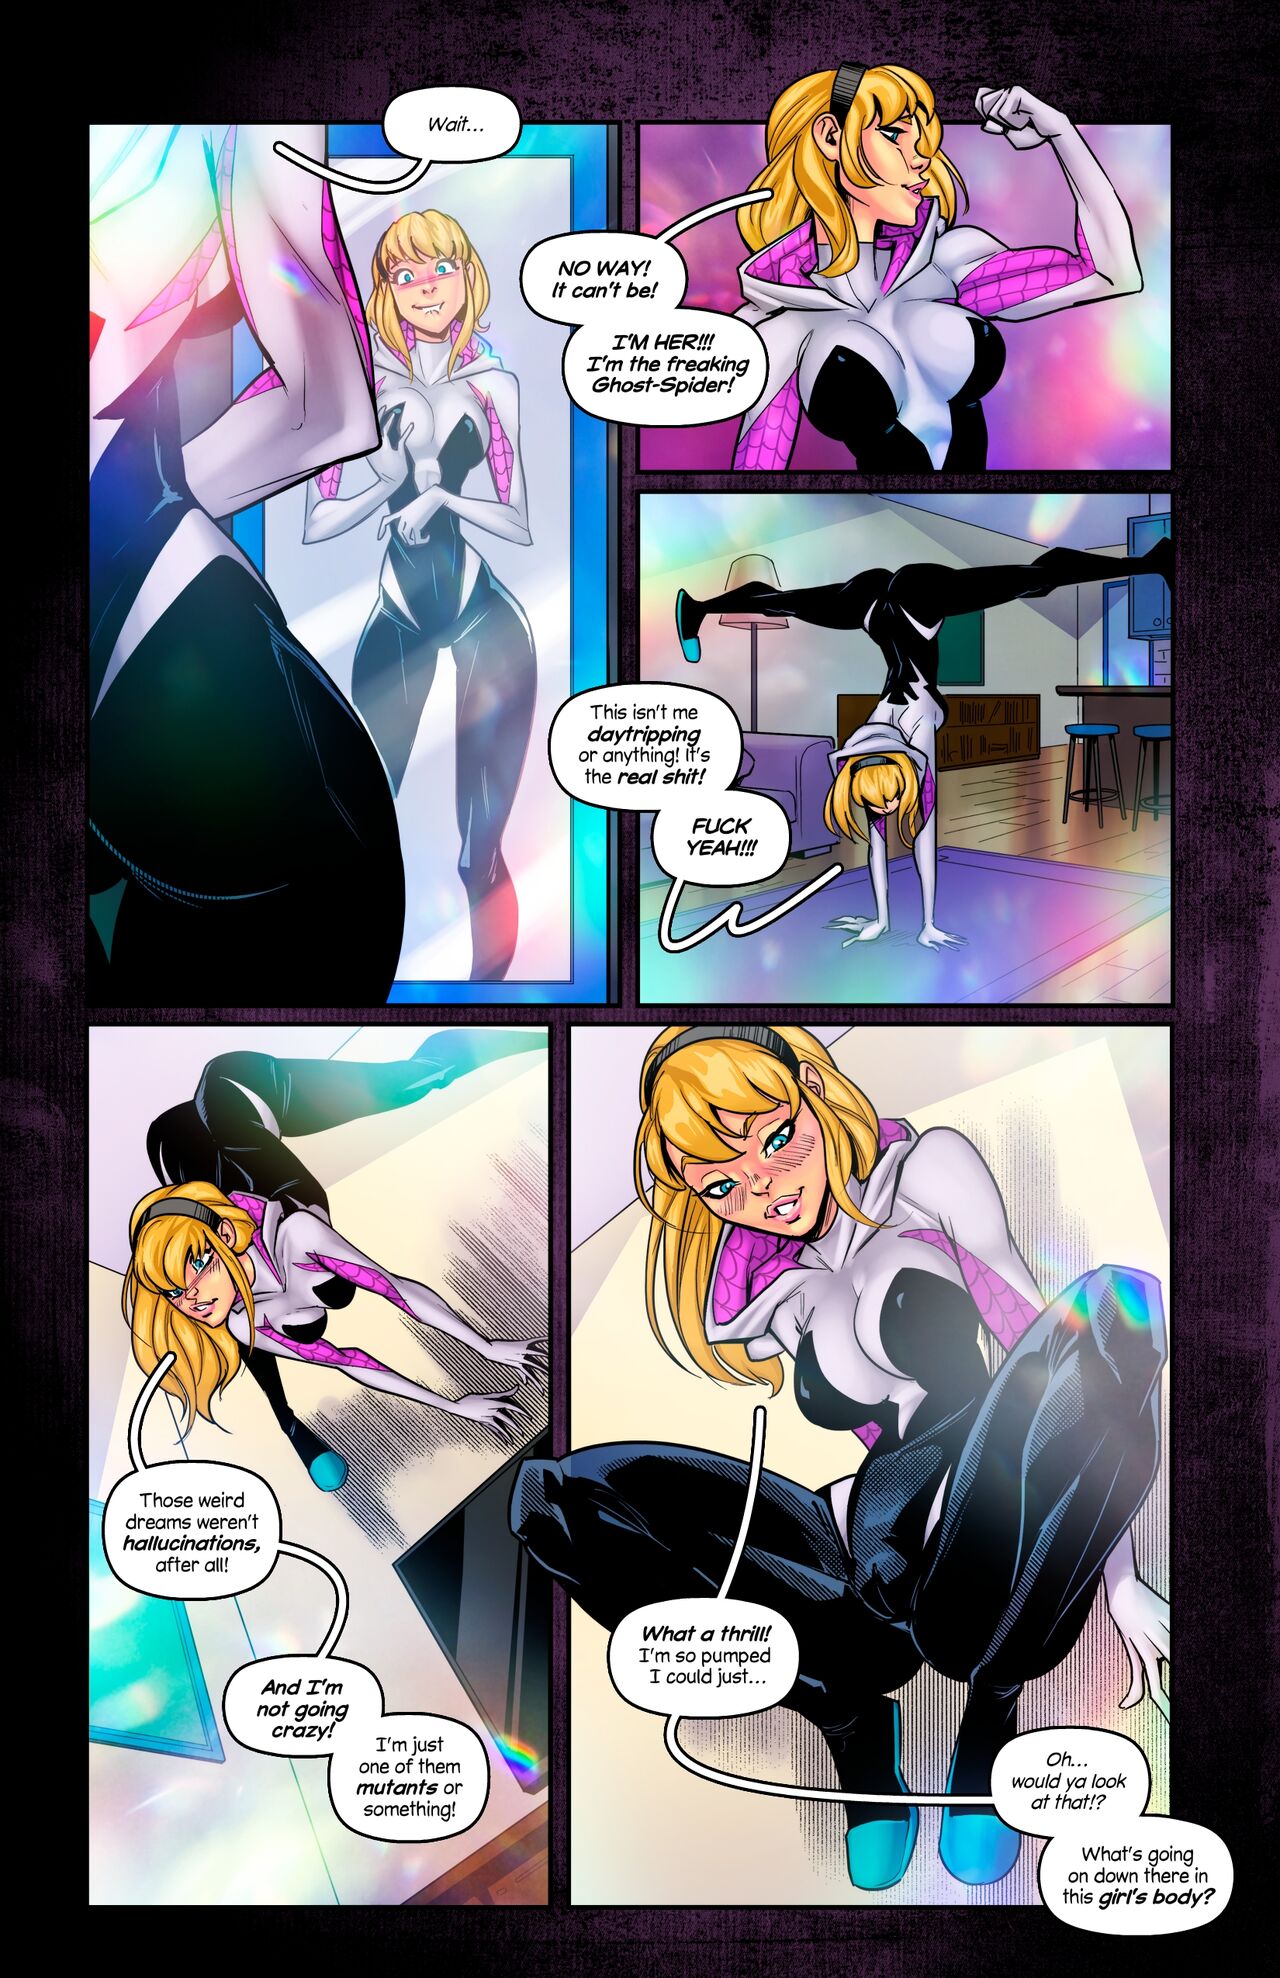 Wait...
NO WAY!
It can't be!
I'M HER!!!
I'm the freaking
Ghost-Spider!
This isn't me
daytripping
or anything! It's
the real shit!
FUCK
YEAH!!!
Those weird
dreams weren't
hallucinations,
after all!
And I'm
not going
crazy!
I'm just
one of them
mutants or
something!
What a thrill!
I'm so pumped
I could just...
Oh...
would ya look
at that!?
What's going
on down there in
this girl's body?